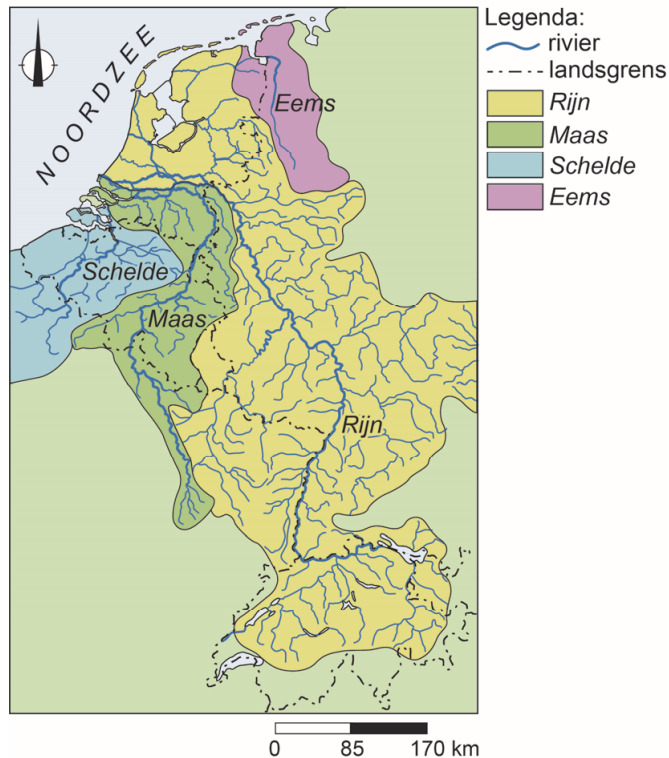 Legenda:
rivier
landsgrens
Rijn
Maas
Schelde
Eems
NOORDZEE
Eems
Schelde
Maas
Rijn
0 85 170 km